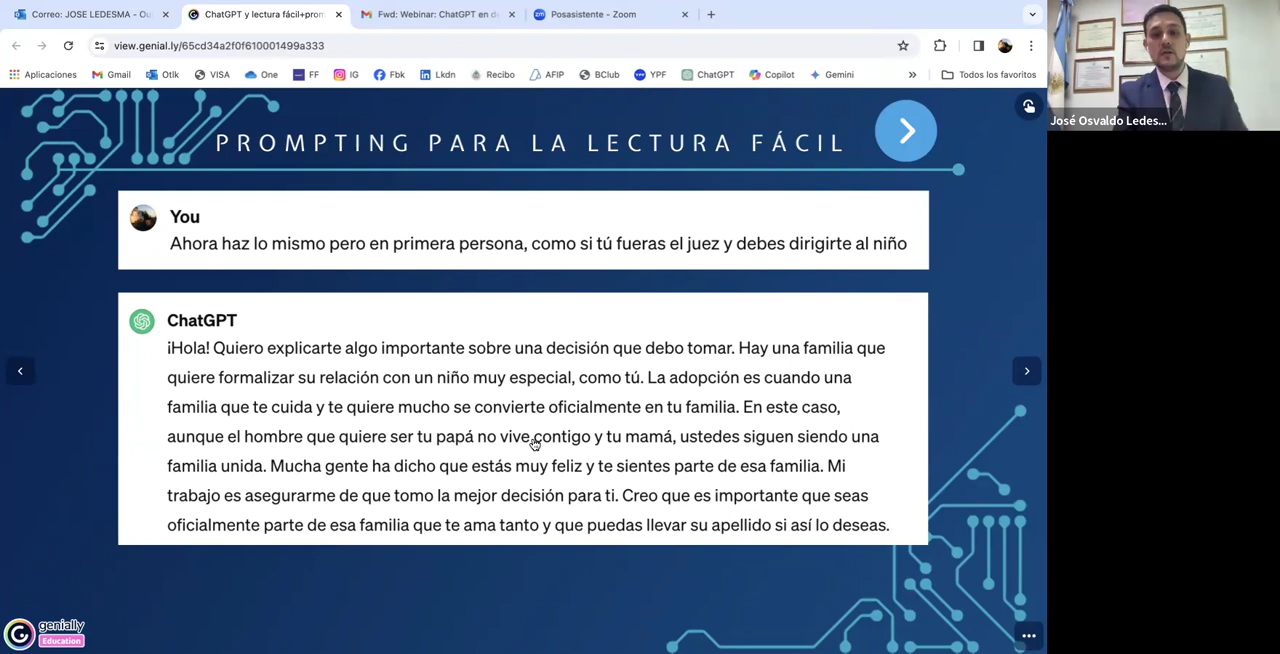 Correo: JOSE LEDESMA - Ou
ChatGPT y lectura fácil+prom
Fwd: Webinar: ChatGPT en d
zm
Posasistente - Zoom
view.genial.ly/65cd34a2f0f610001499a333
Aplicaciones
Gmail
Otlk
VISA
One
FF
IG
Fbk
Lkdn
Recibo
AFIP
BClub
YPF
ChatGPT
Copilot
Gemini
»
Todos los favoritos
José Osvaldo Ledes...
PROMPTING PARA LA LECTURA FÁCIL
You
Ahora haz lo mismo pero en primera persona, como si tú fueras el juez y debes dirigirte al niño
ChatGPT
¡Hola! Quiero explicarte algo importante sobre una decisión que debo tomar. Hay una familia que
quiere formalizar su relación con un niño muy especial, como tú. La adopción es cuando una
familia que te cuida y te quiere mucho se convierte oficialmente en tu familia. En este caso,
aunque el hombre que quiere ser tu papá no vive contigo y tu mamá, ustedes siguen siendo una
familia unida. Mucha gente ha dicho que estás muy feliz y te sientes parte de esa familia. Mi
trabajo es asegurarme de que tomo la mejor decisión para ti. Creo que es importante que seas
oficialmente parte de esa familia que te ama tanto y que puedas llevar su apellido si así lo deseas.
genially
Education